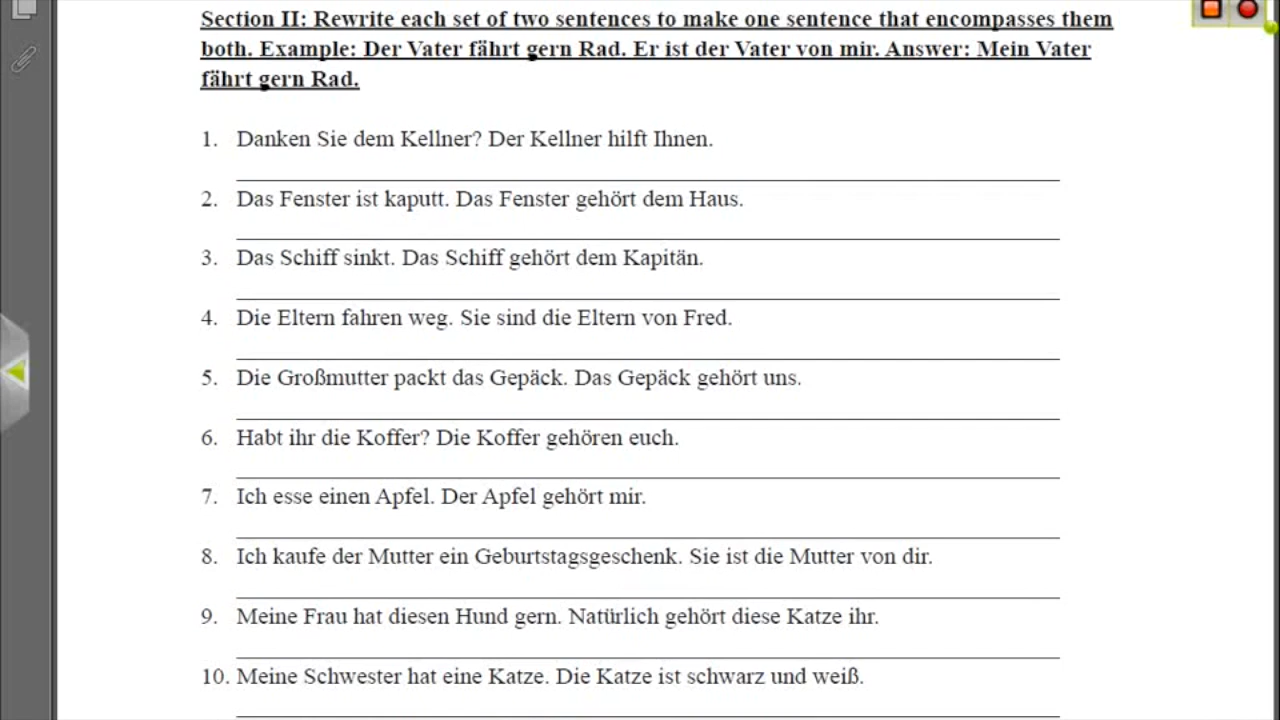 Section II: Rewrite each set of two sentences to make one sentence that encompasses them
both. Example: Der Vater fährt gern Rad. Er ist der Vater von mir. Answer: Mein Vater
fährt gern Rad.
1. Danken Sie dem Kellner? Der Kellner hilft Ihnen.
2. Das Fenster ist kaputt. Das Fenster gehört dem Haus.
3. Das Schiff sinkt. Das Schiff gehört dem Kapitän.
4. Die Eltern fahren weg. Sie sind die Eltern von Fred.
5. Die Großmutter packt das Gepäck. Das Gepäck gehört uns.
6. Habt ihr die Koffer? Die Koffer gehören euch.
7. Ich esse einen Apfel. Der Apfel gehört mir.
8. Ich kaufe der Mutter ein Geburtstagsgeschenk. Sie ist die Mutter von dir.
9. Meine Frau hat diesen Hund gern. Natürlich gehört diese Katze ihr.
10. Meine Schwester hat eine Katze. Die Katze ist schwarz und weiß.